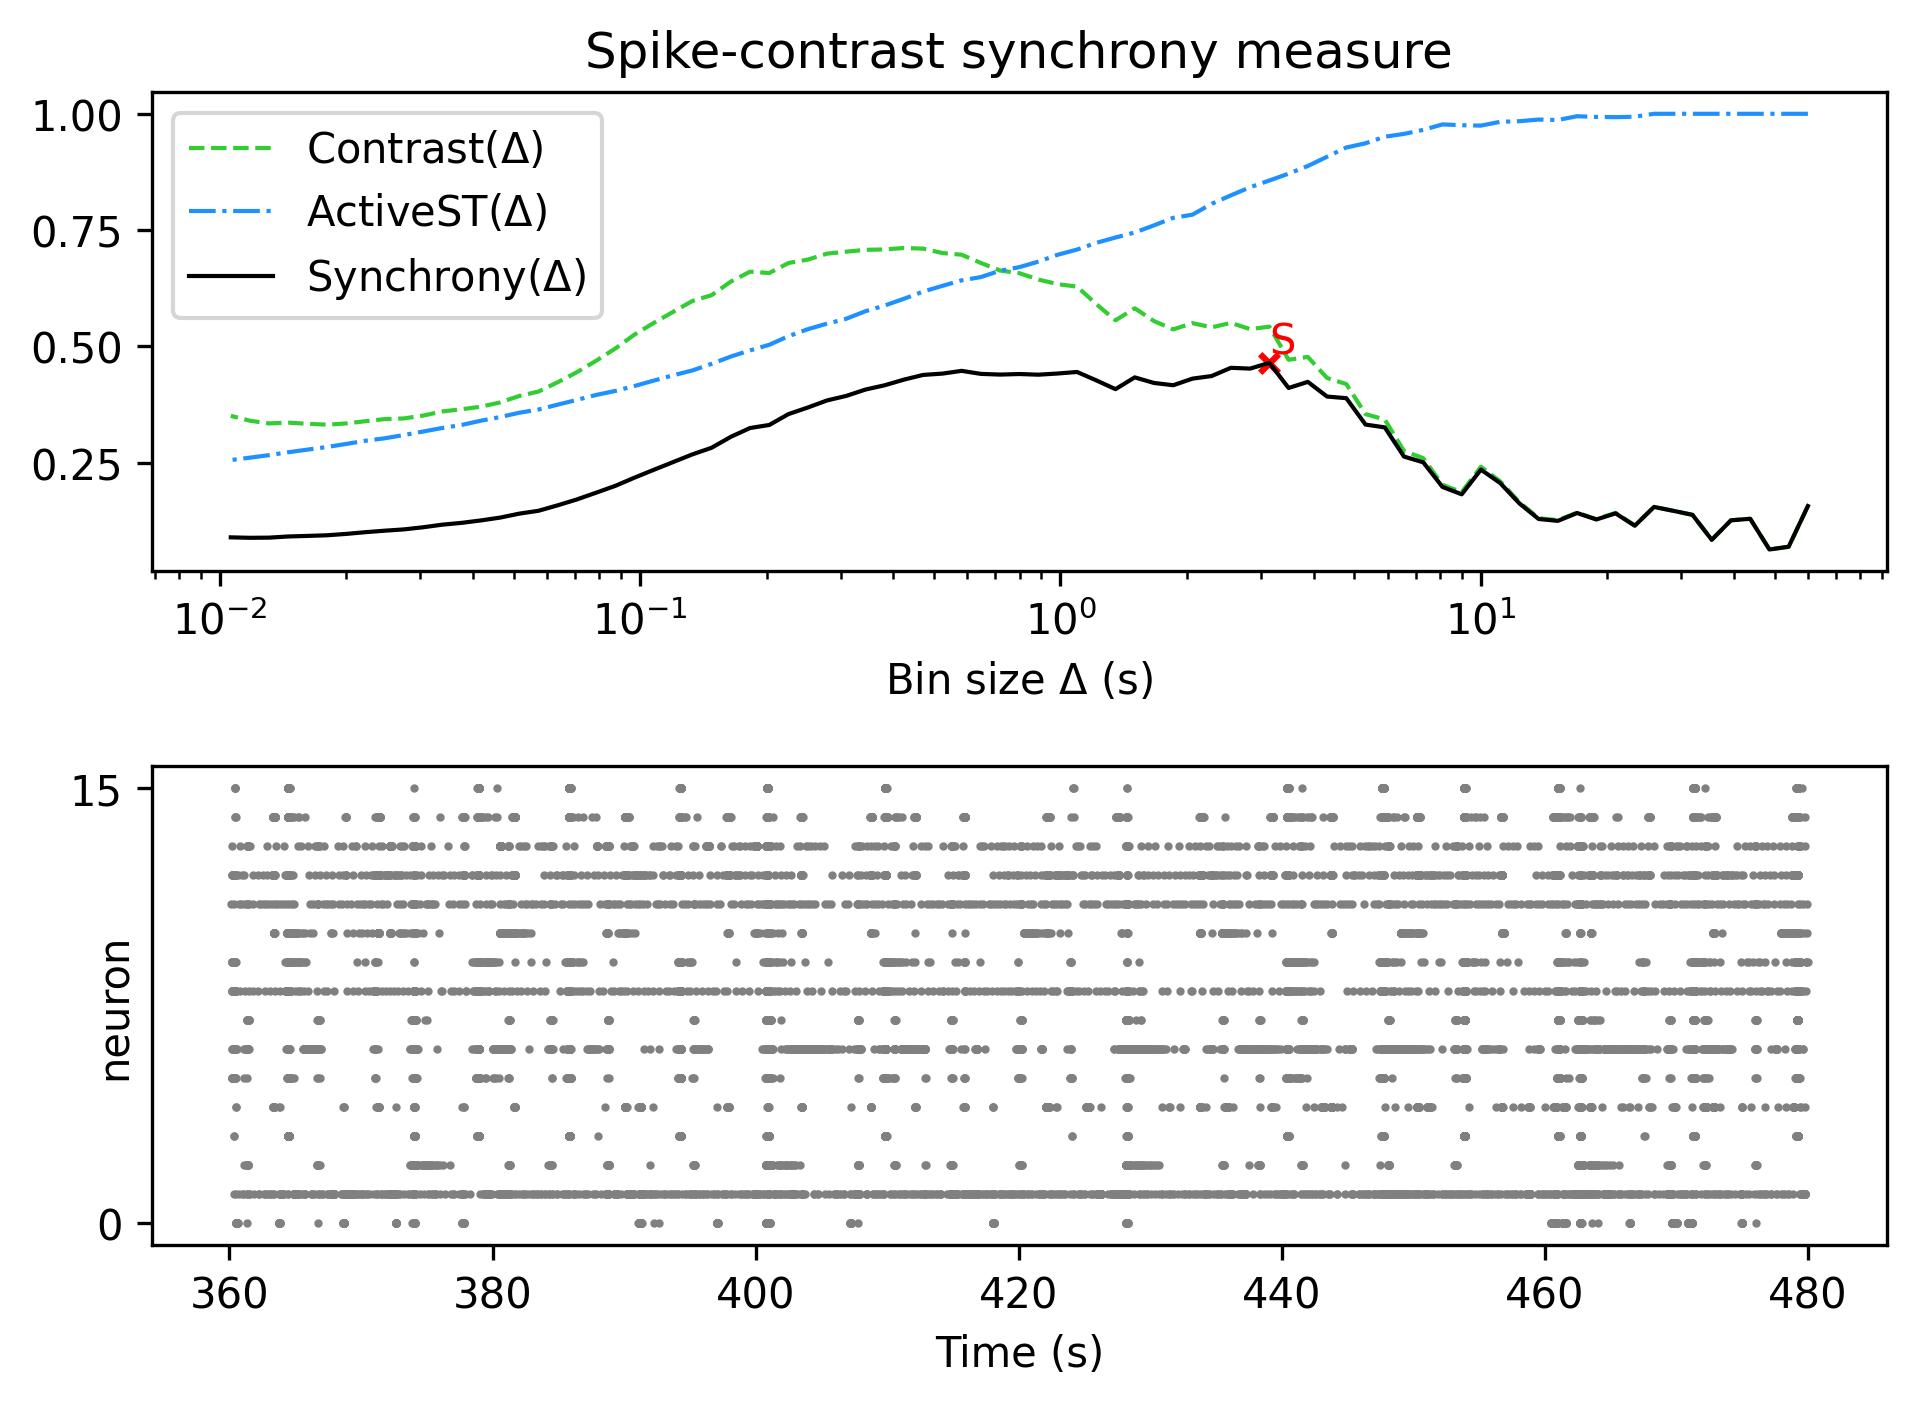 Spike-contrast synchrony measure
1.00
0.75
0.50
0.25
Contrast(Δ)
ActiveST(Δ)
Synchrony(Δ)
S
10⁻² 10⁻¹ 10⁰ 10¹
Bin size Δ (s)
15
0
neuron
360 380 400 420 440 460 480
Time (s)